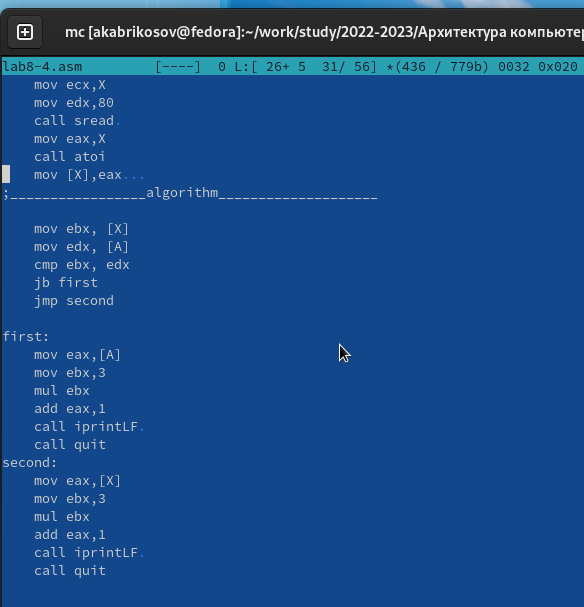 mc [akabrikosov@fedora]:~/work/study/2022-2023/Архитектура компьютер
lab8-4.asm [----] 0 L:[ 26+ 5 31/ 56] *(436 / 779b) 0032 0x020
mov ecx,X
mov edx,80
call sread.
mov eax,X
call atoi
mov [X],eax...
;_________________algorithm____________________
mov ebx, [X]
mov edx, [A]
cmp ebx, edx
jb first
jmp second
first:
mov eax,[A]
mov ebx,3
mul ebx
add eax,1
call iprintLF.
call quit
second:
mov eax,[X]
mov ebx,3
mul ebx
add eax,1
call iprintLF.
call quit